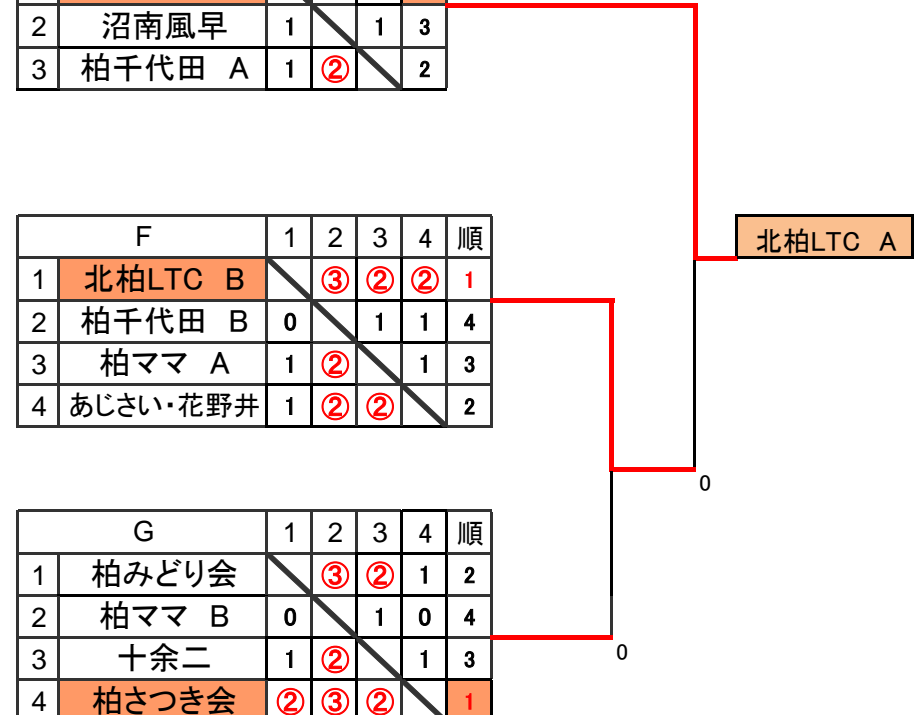 2 沼南風早 1 1 3
3 柏千代田 A 1 ② 2
F 1 2 3 4 順
1 北柏LTC B ③ ② ② 1
北柏LTC A
2 柏千代田 B 0 1 1 4
3 柏ママ A 1 ② 1 3
4 あじさい・花野井 1 ② ② 2
0
G 1 2 3 4 順
1 柏みどり会 ③ ② 1 2
2 柏ママ B 0 1 0 4
3 十余二 1 ② 1 3
0
4 柏さつき会 ② ③ ② 1